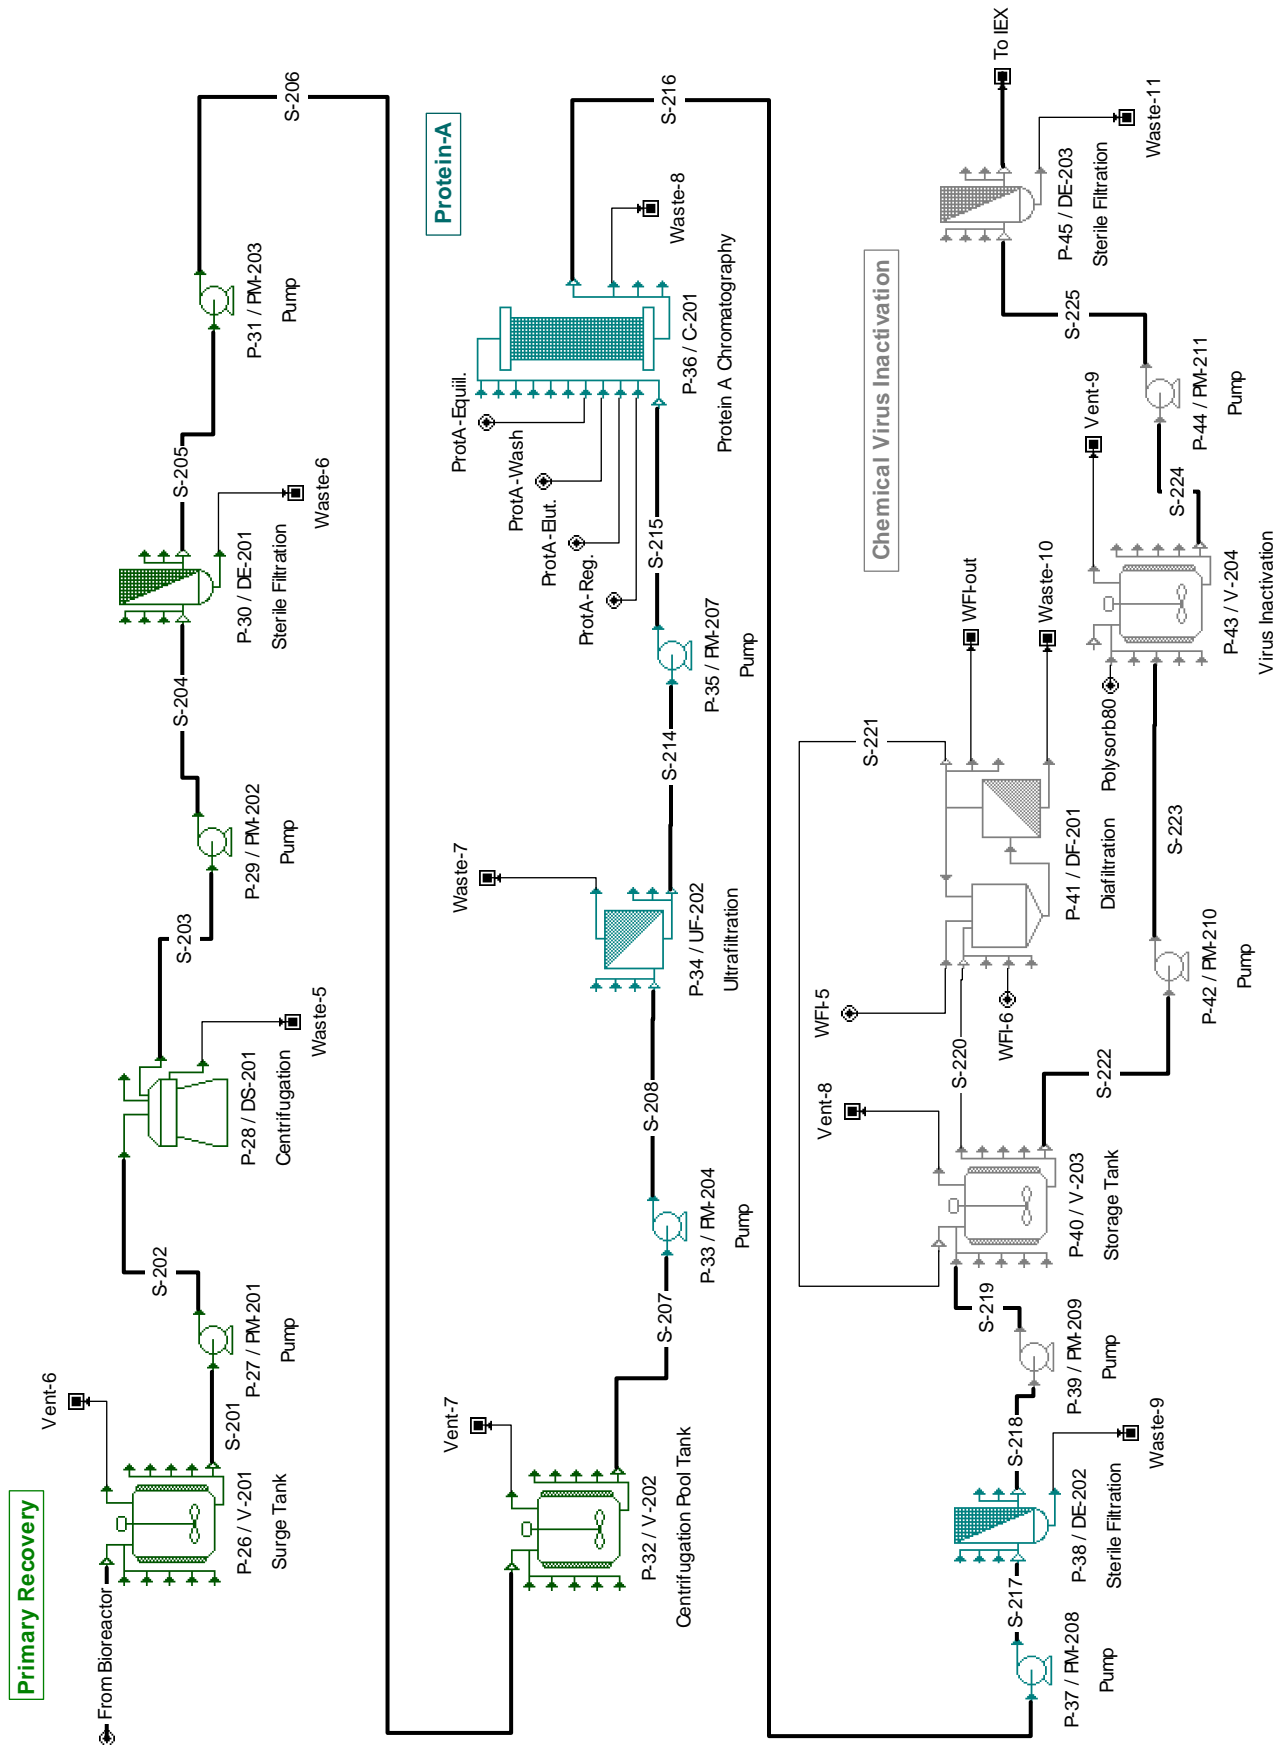 Primary Recovery
From Bioreactor
Vent-6
P-26 / V-201
Surge Tank
S-201
P-27 / PM-201
Pump
S-202
P-28 / DS-201
Centrifugation
Waste-5
S-203
P-29 / PM-202
Pump
S-204
P-30 / DE-201
Sterile Filtration
Waste-6
S-205
P-31 / PM-203
Pump
S-206
Protein-A
Vent-7
P-32 / V-202
Centrifugation Pool Tank
S-207
P-33 / PM-204
Pump
S-208
P-34 / UF-202
Ultrafiltration
Waste-7
S-214
P-35 / PM-207
Pump
S-215
ProtA-Equiil.
ProtA-Wash
ProtA-Elut.
ProtA-Reg.
P-36 / C-201
Protein A Chromatography
Waste-8
S-216
Chemical Virus Inactivation
P-37 / PM-208
Pump
S-217
P-38 / DE-202
Sterile Filtration
Waste-9
S-218
P-39 / PM-209
Pump
S-219
Vent-8
P-40 / V-203
Storage Tank
S-220
S-221
WFI-5
WFI-6
P-41 / DF-201
Diafiltration
WFI-out
Waste-10
S-222
P-42 / PM-210
Pump
S-223
Polysorb80
Vent-9
P-43 / V-204
Virus Inactivation
S-224
P-44 / PM-211
Pump
S-225
P-45 / DE-203
Sterile Filtration
Waste-11
To IEX